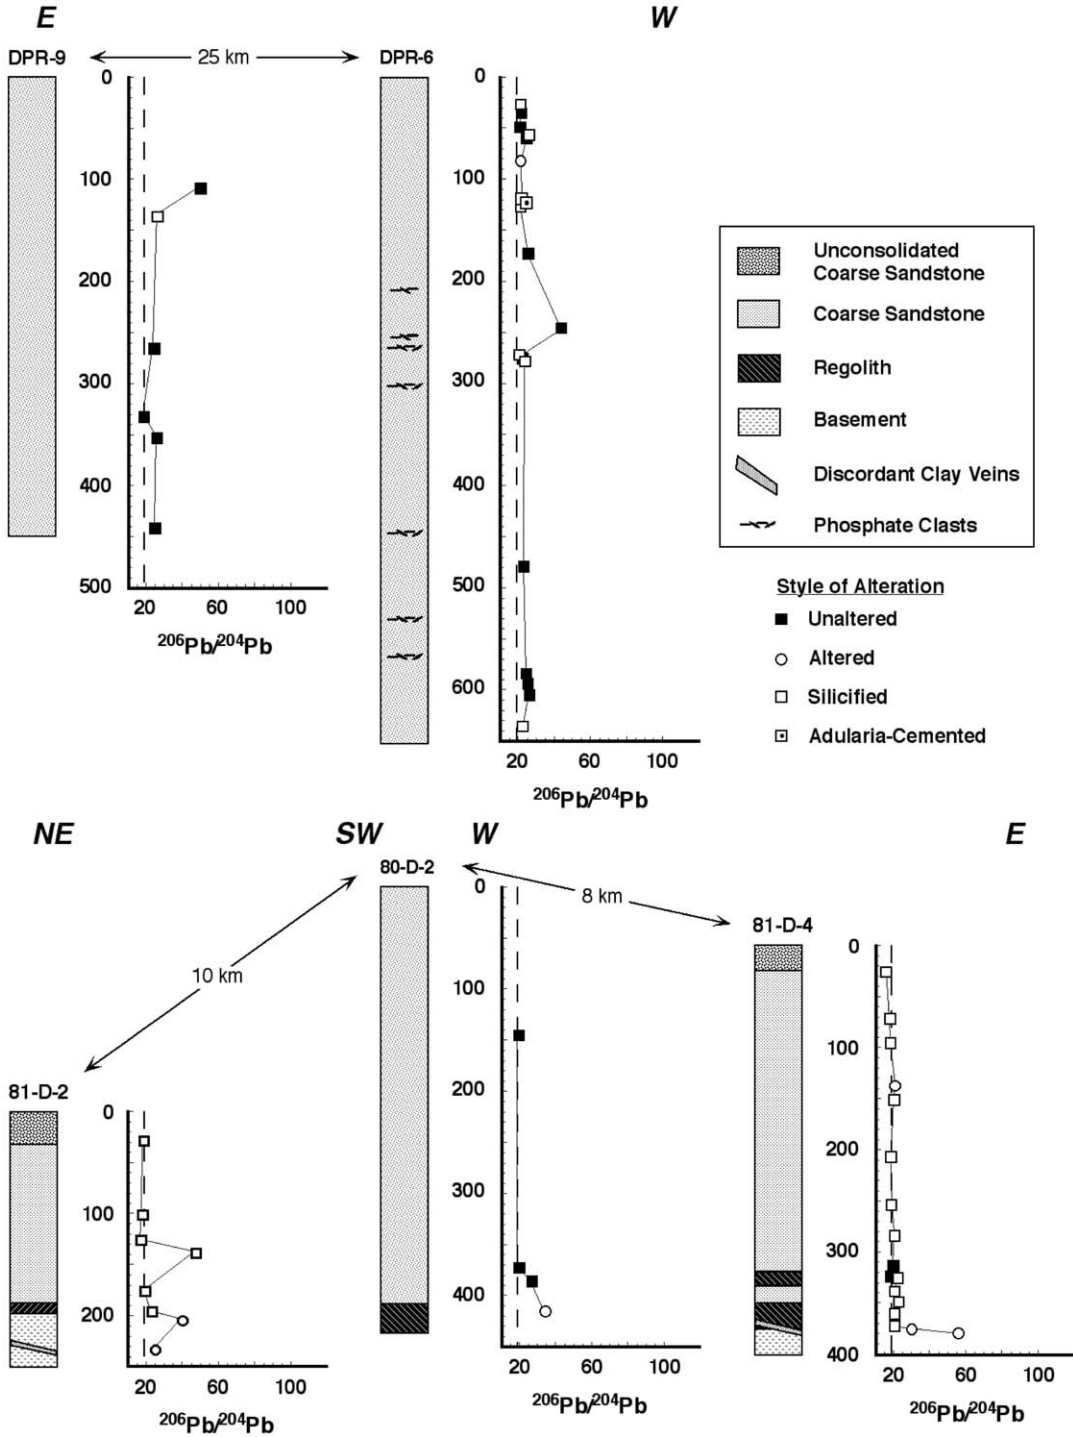 E
W
DPR-9
25 km
DPR-6
0
100
200
300
400
500
20 60 100
206Pb/204Pb
0
100
200
300
400
500
600
20 60 100
206Pb/204Pb
Unconsolidated
Coarse Sandstone
Coarse Sandstone
Regolith
Basement
Discordant Clay Veins
Phosphate Clasts
Style of Alteration
Unaltered
Altered
Silicified
Adularia-Cemented
NE
SW
W
E
80-D-2
8 km
81-D-4
10 km
81-D-2
0
100
200
20 60 100
206Pb/204Pb
0
100
200
300
400
20 60 100
206Pb/204Pb
0
100
200
300
400
20 60 100
206Pb/204Pb